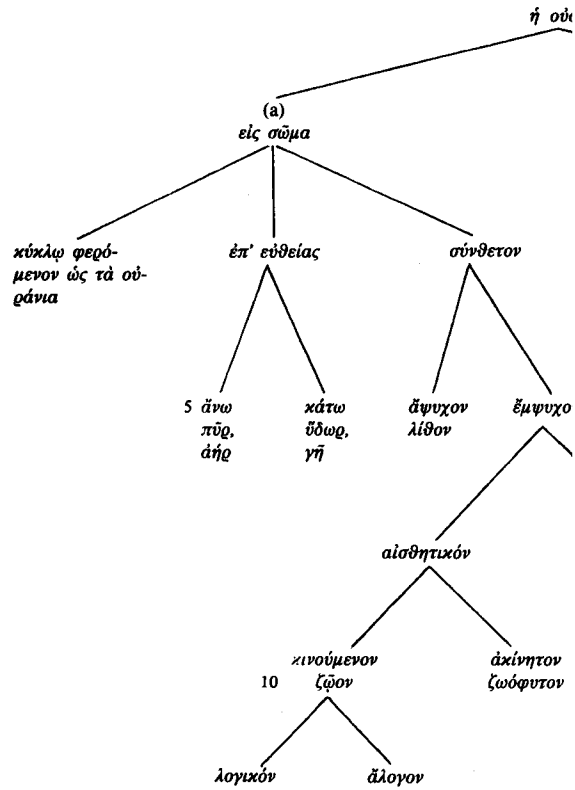 ἡ οὐσ
(a)
εἰς σῶμα
κύκλῳ φερό-
μενον ὡς τὰ οὐ-
ράνια
ἐπ' εὐθείας
σύνθετον
5 ἄνω
πῦρ,
ἀήρ
κάτω
ὕδωρ,
γῆ
ἄψυχον
λίθον
ἔμψυχο
αἰσθητικόν
κινούμενον
10 ζῷον
ἀκίνητον
ζωόφυτον
λογικόν
ἄλογον